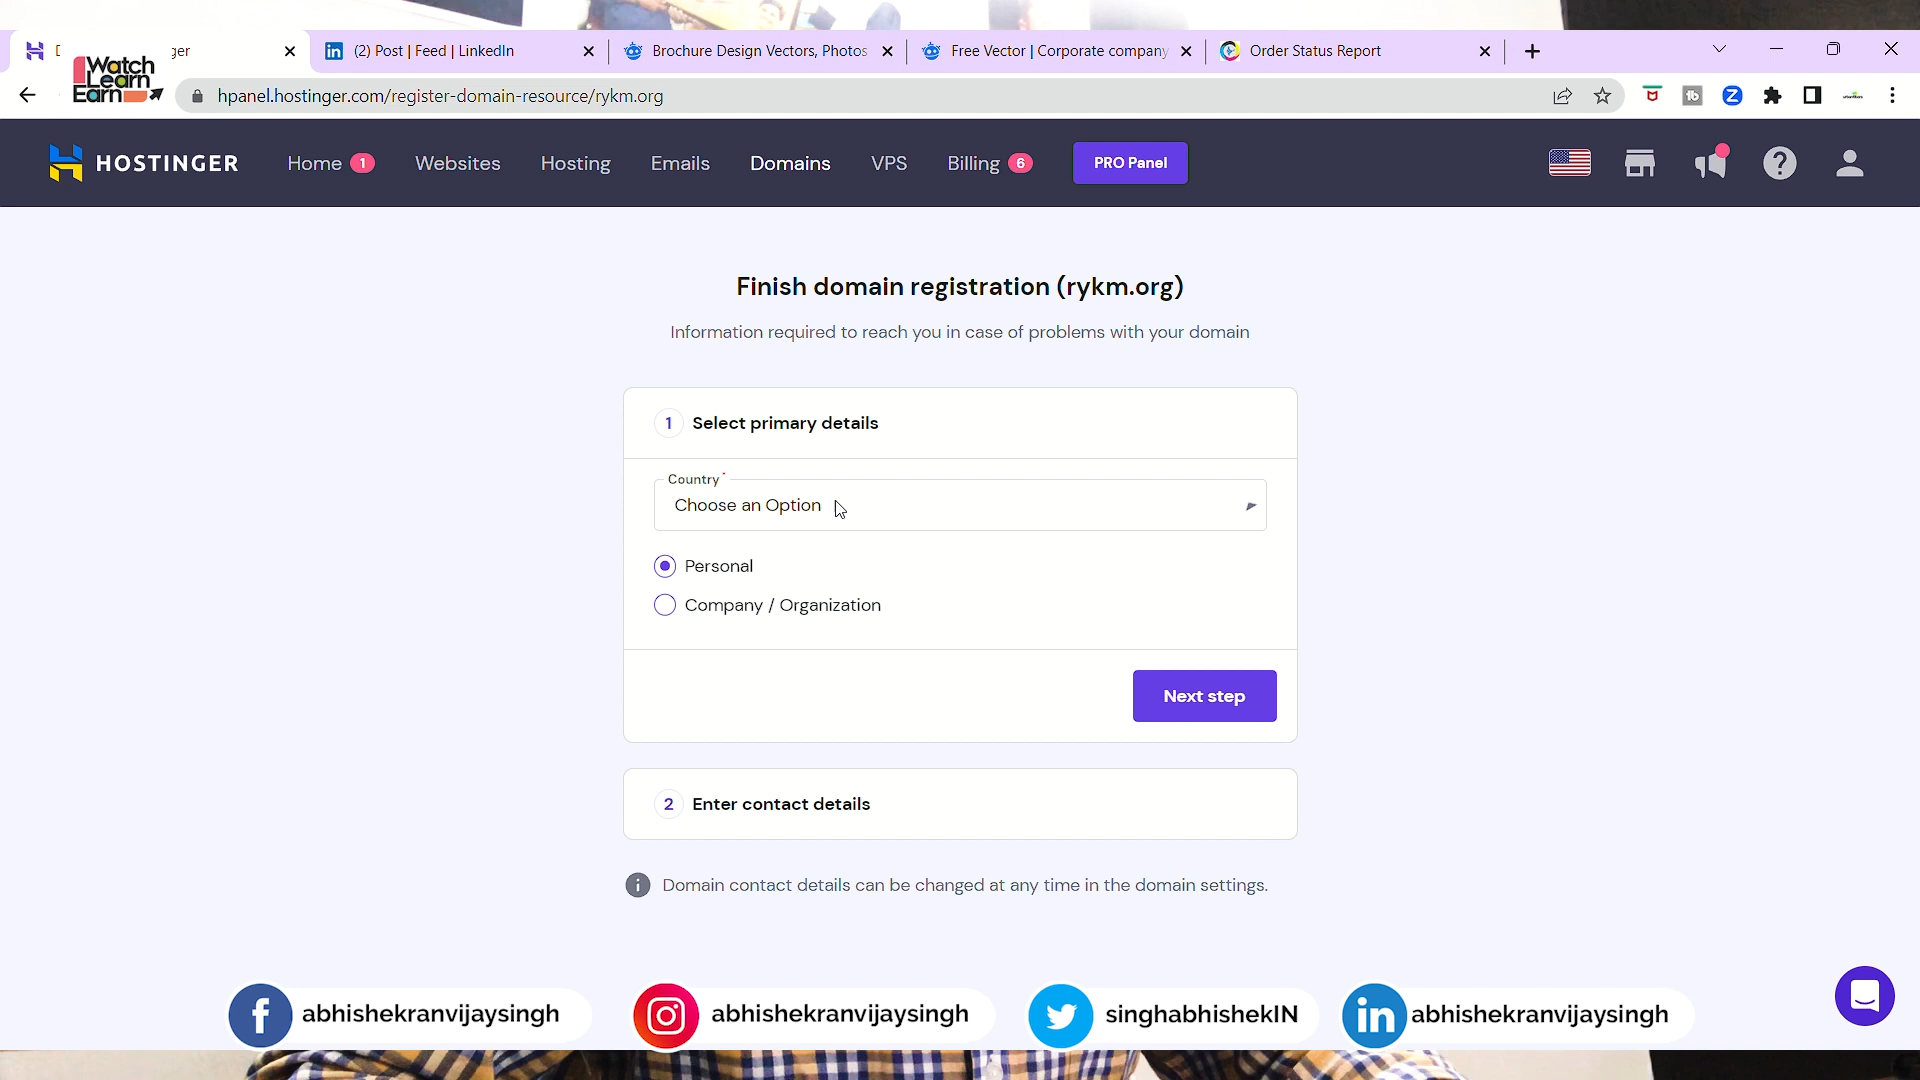 ger
(2) Post | Feed | LinkedIn
Brochure Design Vectors, Photos
Free Vector | Corporate company
Order Status Report
Watch
Learn
Earn
hpanel.hostinger.com/register-domain-resource/rykm.org
HOSTINGER
Home 1
Websites
Hosting
Emails
Domains
VPS
Billing 6
PRO Panel
Finish domain registration (rykm.org)
Information required to reach you in case of problems with your domain
1 Select primary details
Country *
Choose an Option
Personal
Company / Organization
Next step
2 Enter contact details
Domain contact details can be changed at any time in the domain settings.
abhishekranvijaysingh
abhishekranvijaysingh
singhabhishekIN
abhishekranvijaysingh